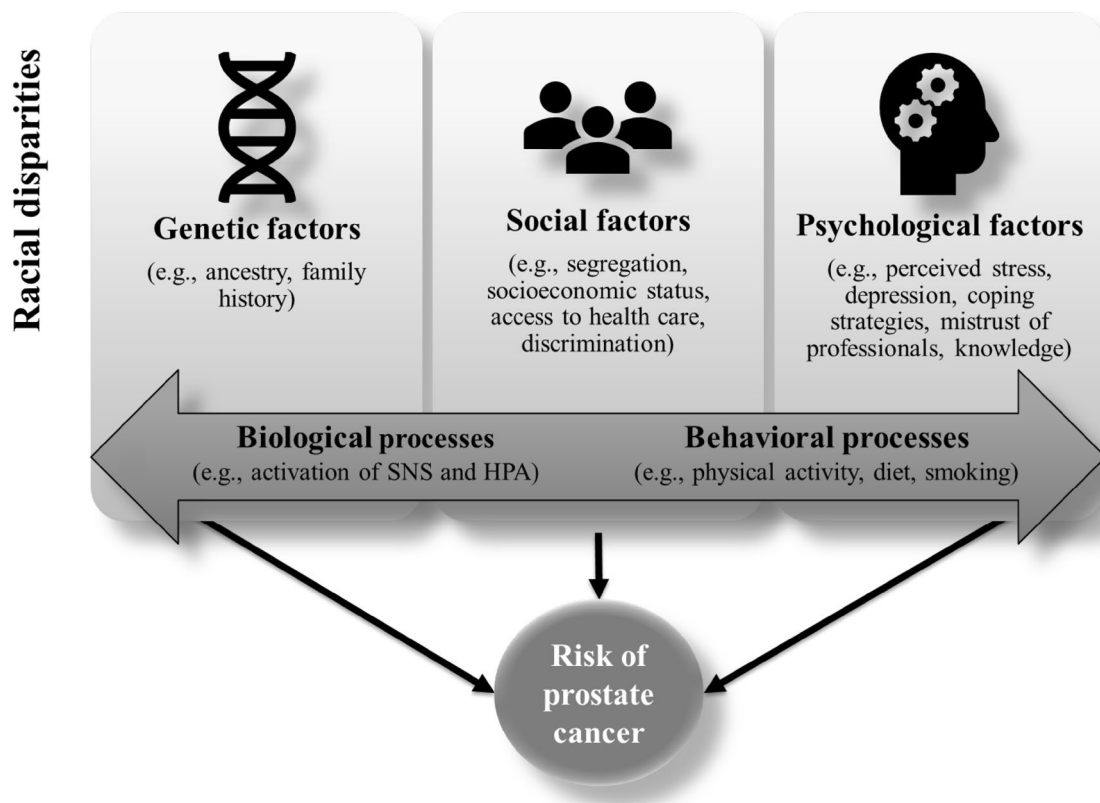 Racial disparities
Genetic factors
(e.g., ancestry, family
history)
Social factors
(e.g., segregation,
socioeconomic status,
access to health care,
discrimination)
Psychological factors
(e.g., perceived stress,
depression, coping
strategies, mistrust of
professionals, knowledge)
Biological processes
(e.g., activation of SNS and HPA)
Behavioral processes
(e.g., physical activity, diet, smoking)
Risk of
prostate
cancer